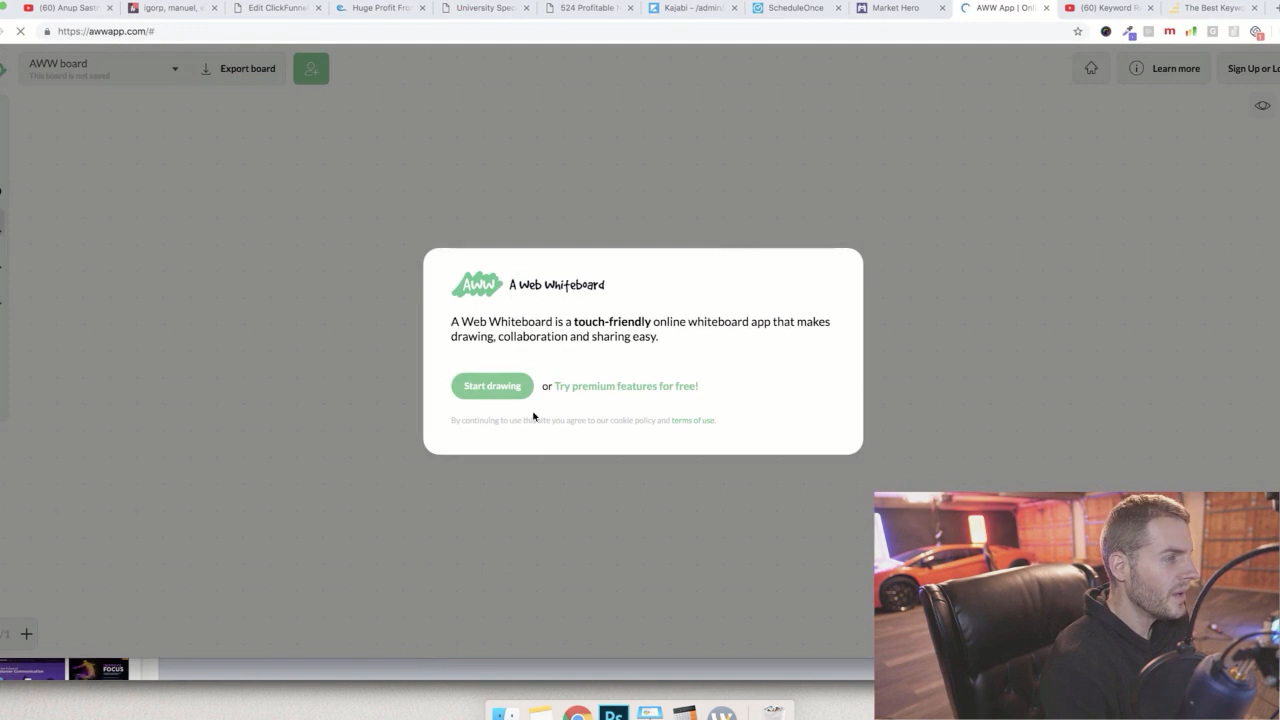 (60) Anup Sast
igorp, manuel, e
Edit ClickFunnel
Huge Profit Fro
University Spec
524 Profitable
Kajabi - /admin
ScheduleOnce
Market Hero
AWW App | Onl
(60) Keyword R
The Best Keywo
https://awwapp.com/#
AWW board
This board is not saved
Export board
Learn more
Sign Up or Lo
AWW A Web Whiteboard
A Web Whiteboard is a touch-friendly online whiteboard app that makes
drawing, collaboration and sharing easy.
Start drawing or Try premium features for free!
By continuing to use this site you agree to our cookie policy and terms of use.
/1
FOCUS
Ps